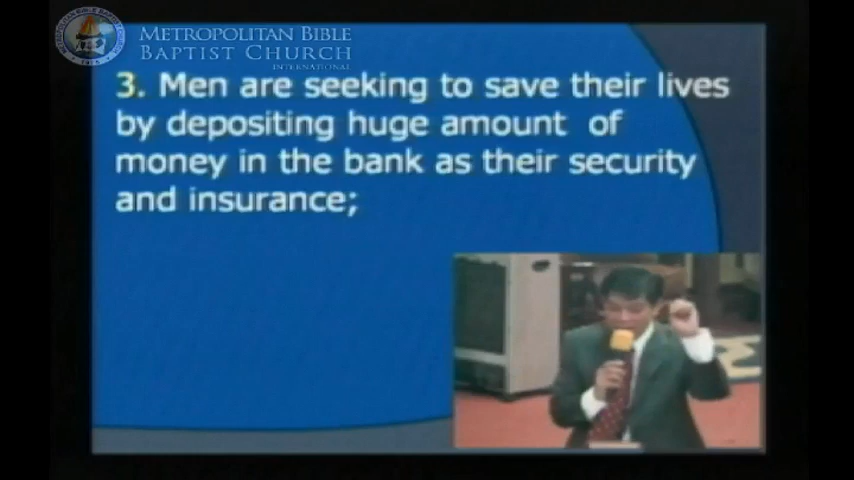 METROPOLITAN BIBLE
BAPTIST CHURCH
INTERNATIONAL
3. Men are seeking to save their lives
by depositing huge amount of
money in the bank as their security
and insurance;